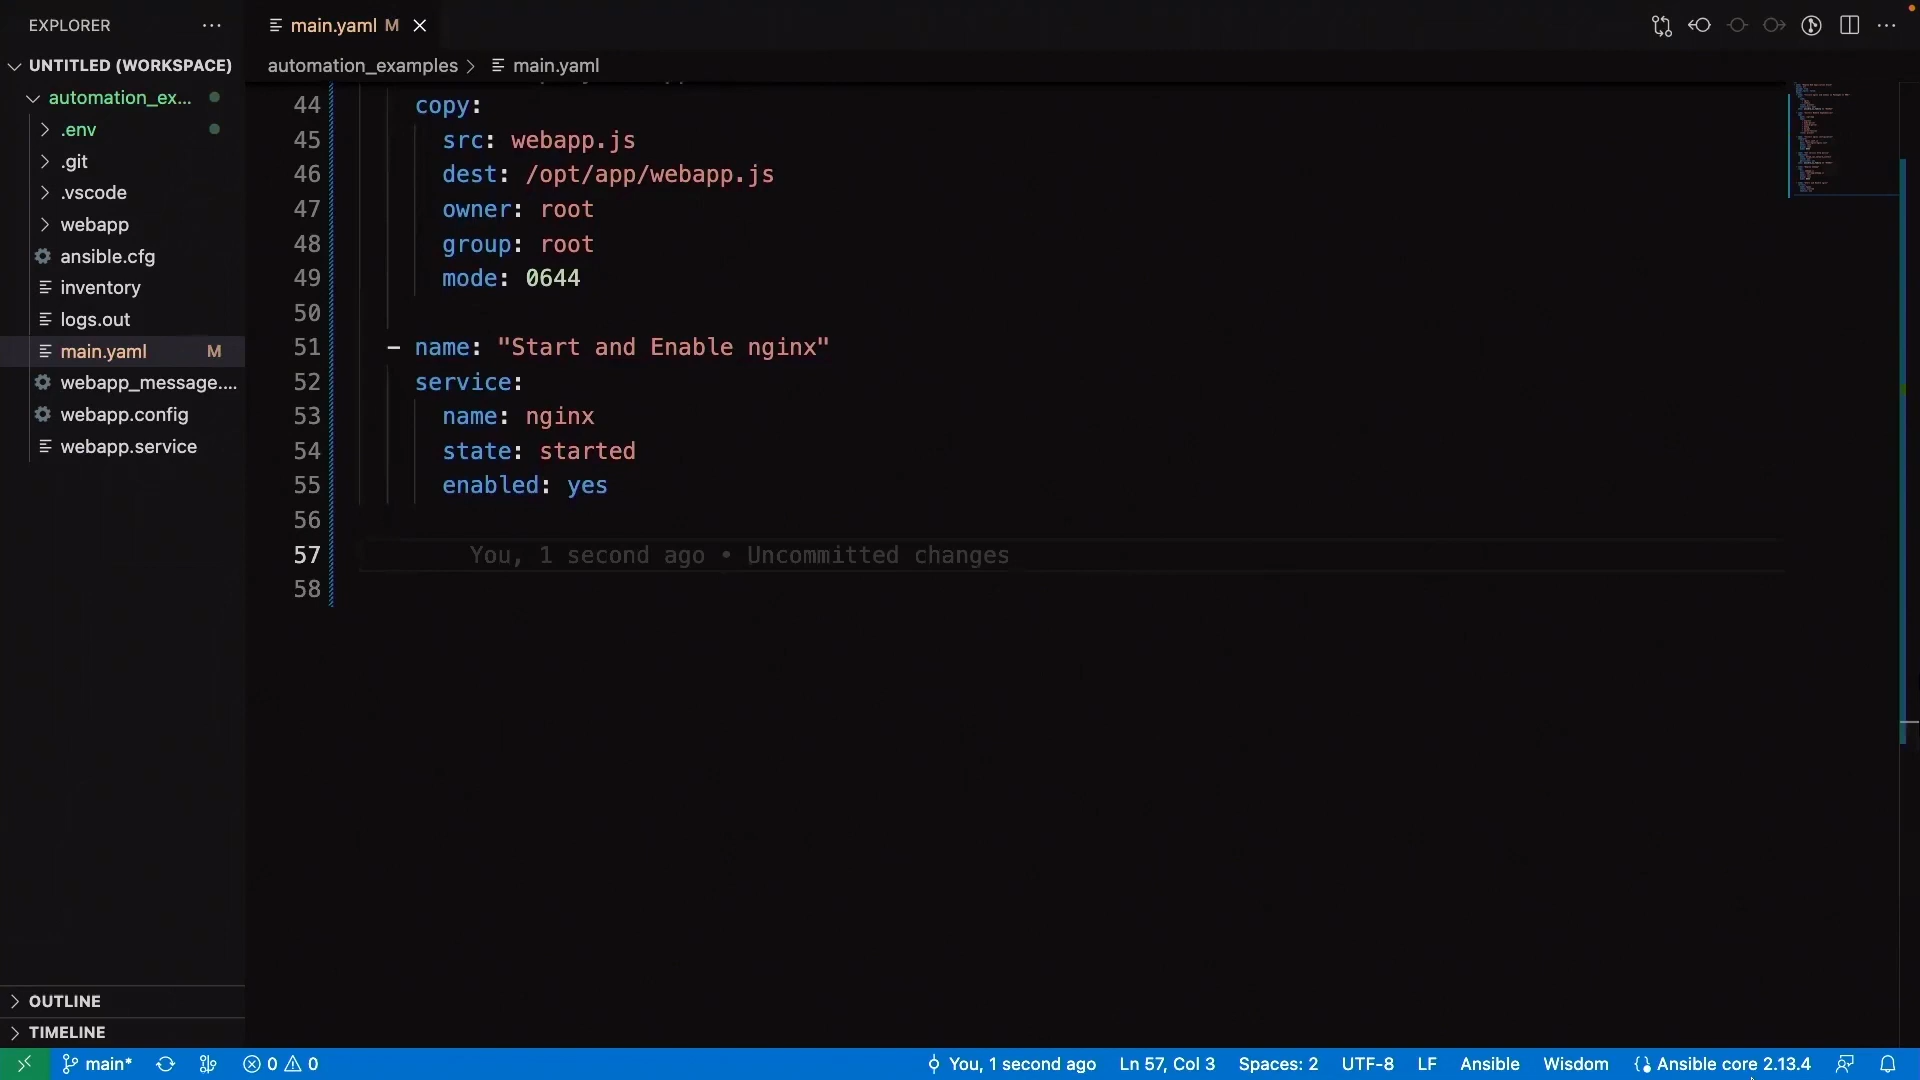 EXPLORER
main.yaml M
UNTITLED (WORKSPACE)
automation_ex...
.env
.git
.vscode
webapp
ansible.cfg
inventory
logs.out
main.yaml M
webapp_message....
webapp.config
webapp.service
OUTLINE
TIMELINE
automation_examples > main.yaml
44 copy:
45 src: webapp.js
46 dest: /opt/app/webapp.js
47 owner: root
48 group: root
49 mode: 0644
50
51 - name: "Start and Enable nginx"
52 service:
53 name: nginx
54 state: started
55 enabled: yes
56
57 You, 1 second ago • Uncommitted changes
58
main* 0 0 You, 1 second ago Ln 57, Col 3 Spaces: 2 UTF-8 LF Ansible Wisdom Ansible core 2.13.4